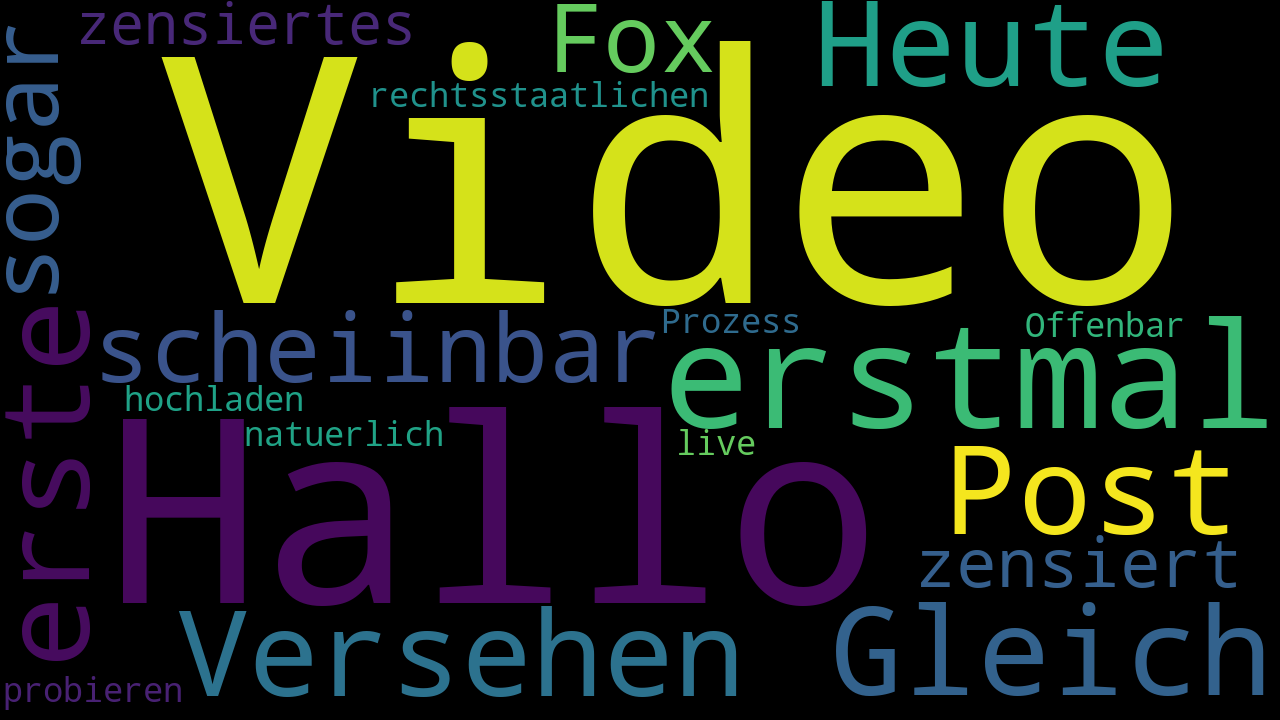 zensiertes
Fox
Heute
sogar
Video
rechtsstaatlichen
erste
scheiinbar
Prozess
Offenbar
erstmal
hochladen
natuerlich
Hallo
live
Post
zensiert
Versehen
Gleich
probieren